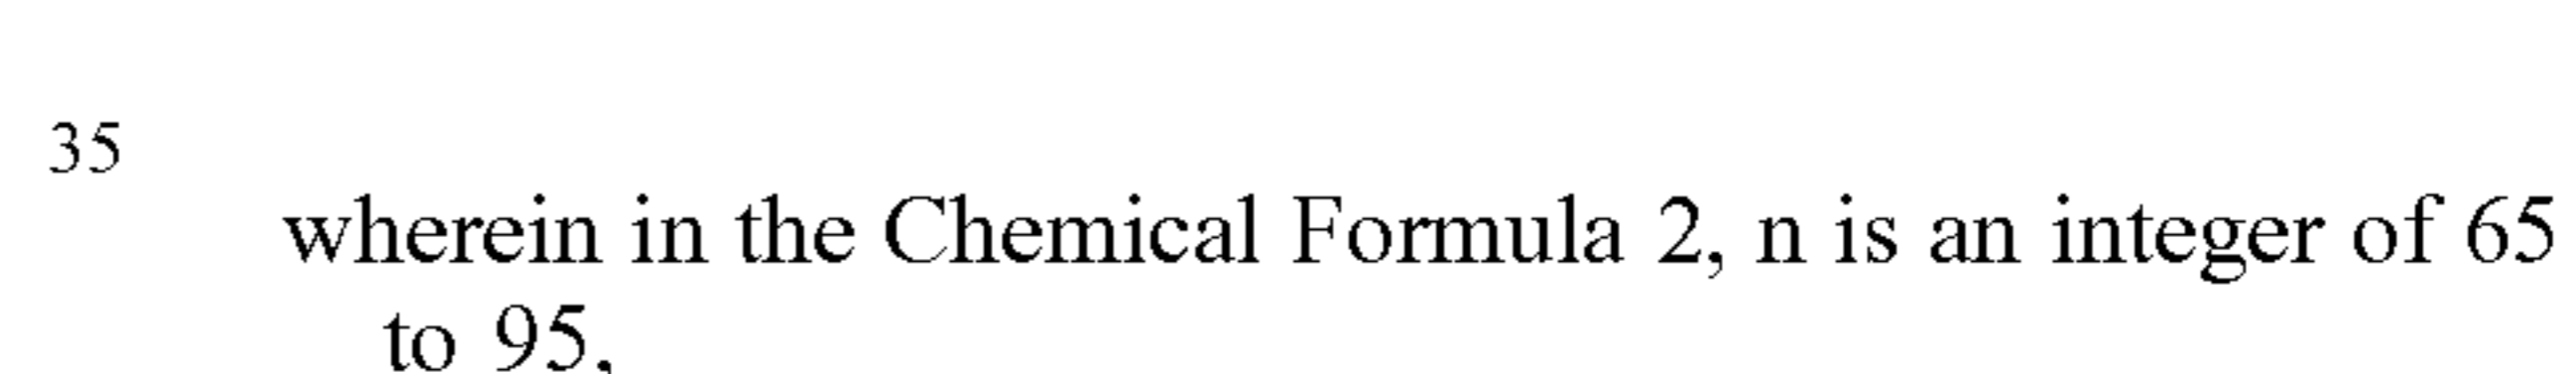 35
wherein in the Chemical Formula 2, n is an integer of 65
to 95,